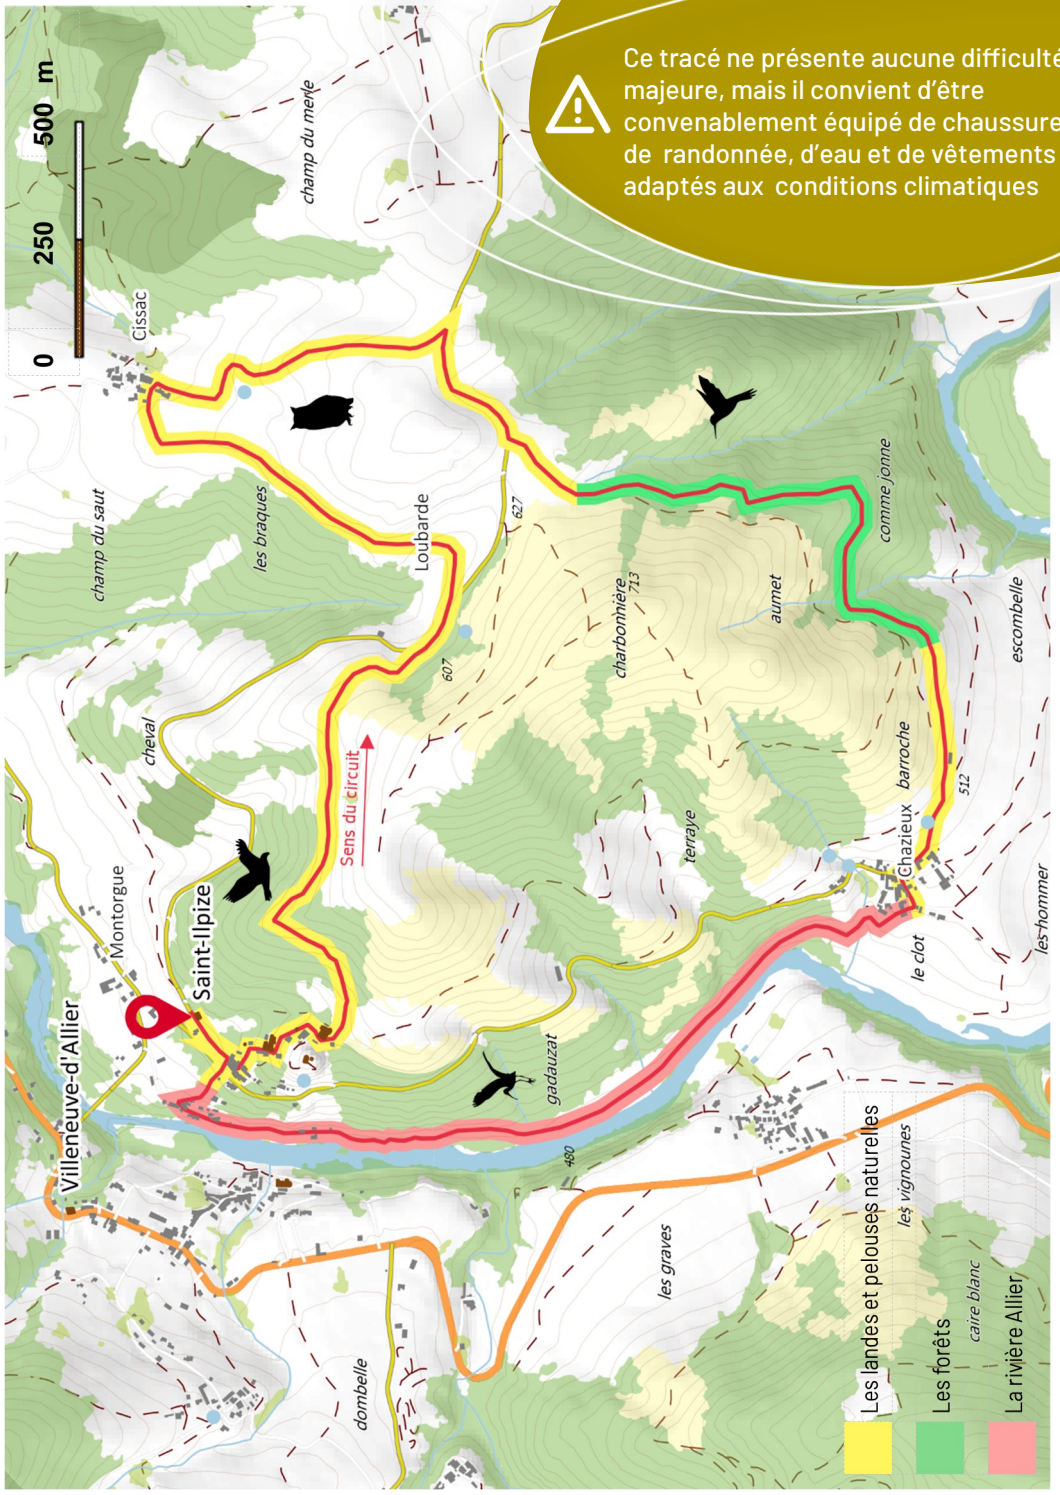 Ce tracé ne présente aucune difficulté
majeure, mais il convient d'être
convenablement équipé de chaussure
de randonnée, d'eau et de vêtements
adaptés aux conditions climatiques
0 250 500 m
champ du merle
Cissac
champ du saut
les braques
Loubarde
627
charbonnière
713
aumet
comme jonne
escombelle
607
cheval
Sens du circuit
Montorgue
Saint-Ilpize
Villeneuve-d'Allier
terraye
barroche
Chazieux
512
le clot
les hommer
gadauzat
480
les graves
les vignounes
caire blanc
dombelle
Les landes et pelouses naturelles
Les forêts
La rivière Allier